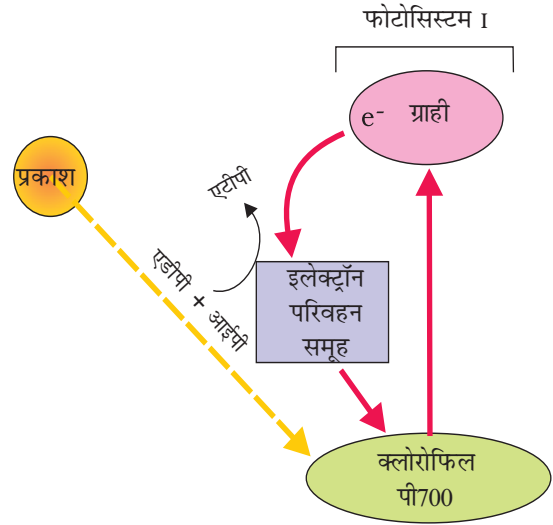 फोटोसिस्टम I
e- ग्राही
प्रकाश
एटीपी
एडीपी + आईपी
इलेक्ट्रॉन
परिवहन
समूह
क्लोरोफिल
पी700